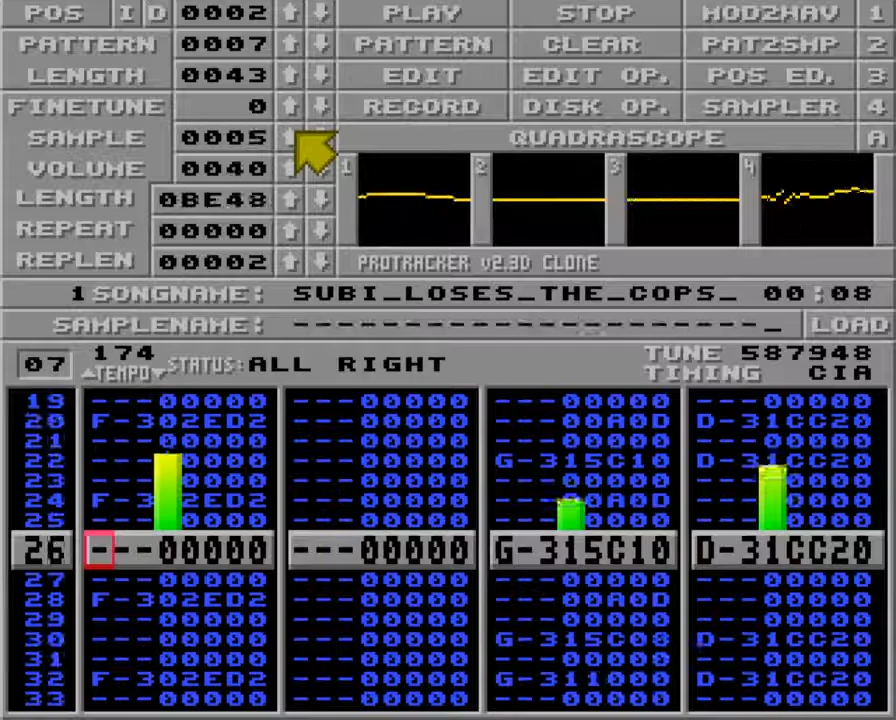 POS I D 0002 PLAY STOP MOD2WAV 1
PATTERN 0007 PATTERN CLEAR PAT2SMP 2
LENGTH 0043 EDIT EDIT OP. POS ED. 3
FINETUNE 0 RECORD DISK OP. SAMPLER 4
SAMPLE 0005 QUADRASCOPE A
VOLUME 0040 1 2 3 4
LENGTH 0BE48
REPEAT 00000
REPLEN 00002 PROTRACKER v2.3D CLONE
1 SONGNAME: SUBI_LOSES_THE_COPS_ 00:08
SAMPLENAME: ----------------------_ LOAD
07 174 TEMPO STATUS: ALL RIGHT TUNE 587948
TIMING CIA
19 ---00000 ---00000 ---00000 ---00000
20 F-302ED2 ---00000 ---00A0D D-31CC20
21 ---00000 ---00000 ---00000 ---00000
22 ---00000 ---00000 G-315C10 D-31CC20
23 ---00000 ---00000 ---00000 ---00000
24 F-302ED2 ---00000 ---00A0D D-31CC20
25 ---00000 ---00000 ---00000 ---00000
26 ---00000 ---00000 G-315C10 D-31CC20
27 ---00000 ---00000 ---00000 ---00000
28 F-302ED2 ---00000 ---00A0D ---00000
29 ---00000 ---00000 ---00000 ---00000
30 ---00000 ---00000 G-315C08 D-31CC20
31 ---00000 ---00000 ---00000 ---00000
32 F-302ED2 ---00000 G-311000 D-31CC20
33 ---00000 ---00000 ---00000 ---00000